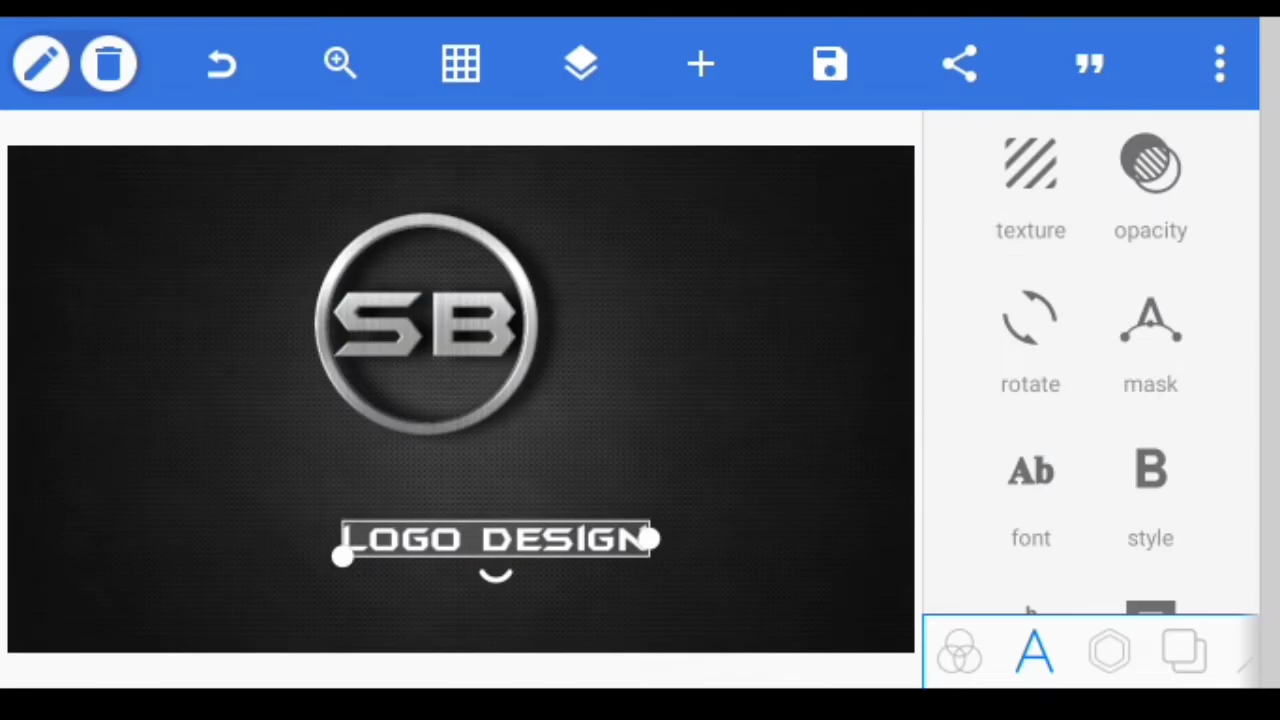 texture opacity
SB
rotate mask
Ab B
font style
LOGO DESIGN
A